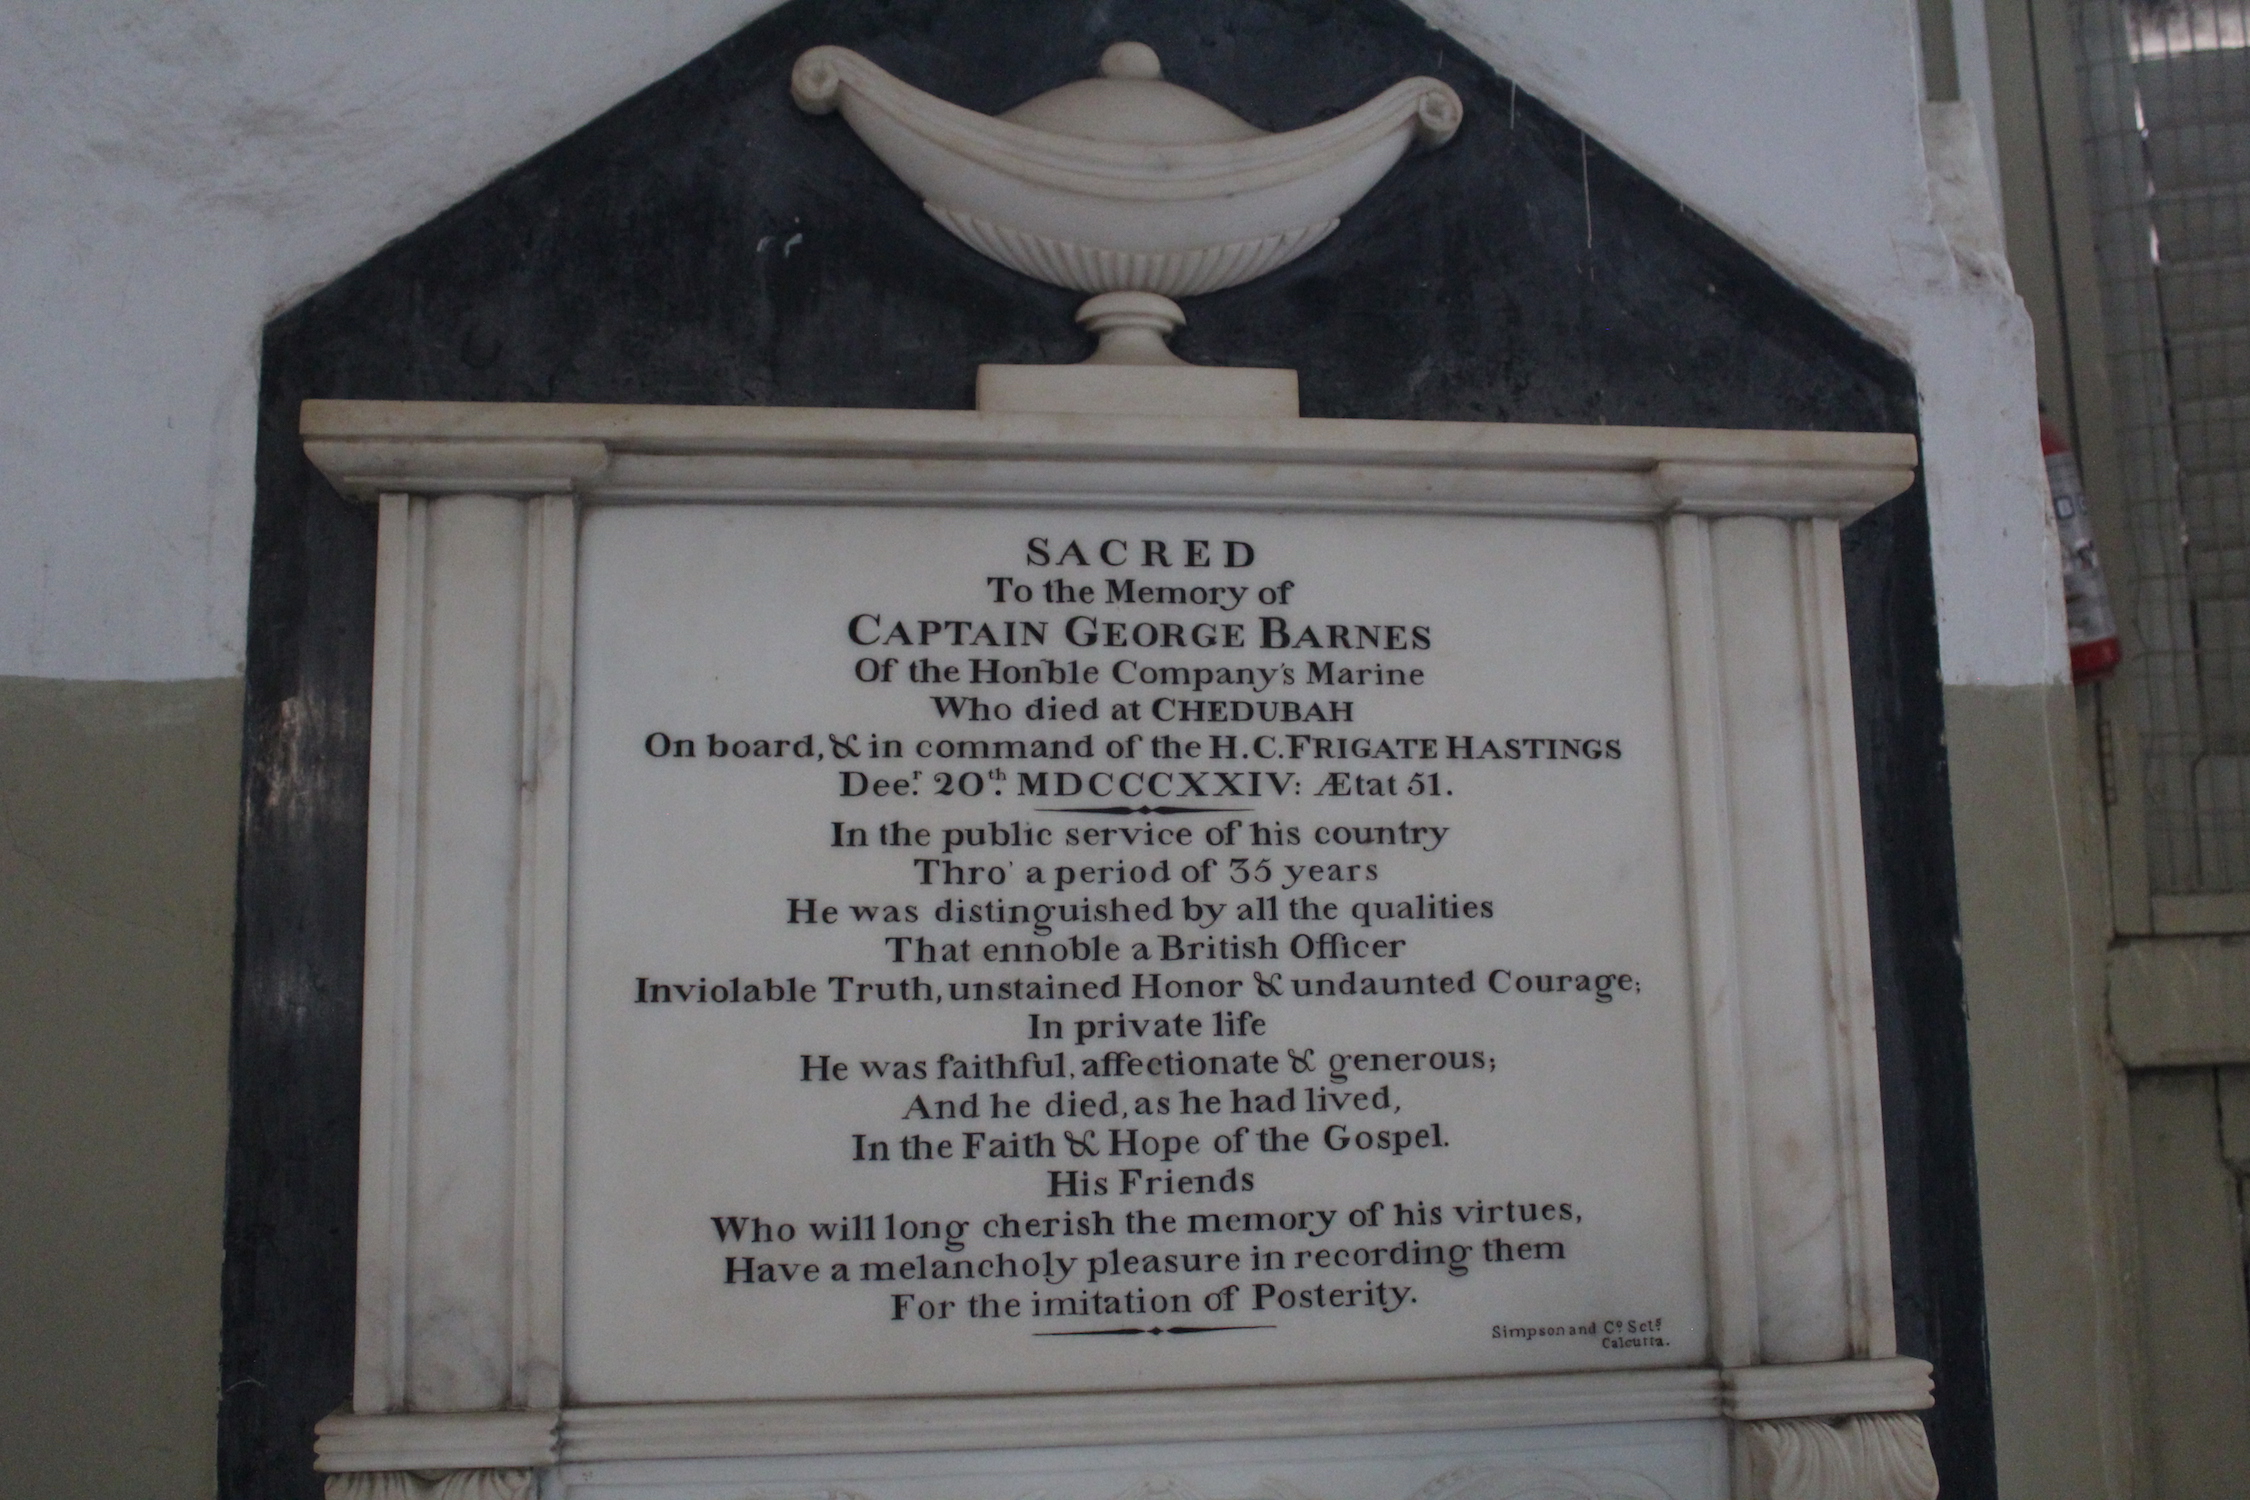 SACRED
To the Memory of
CAPTAIN GEORGE BARNES
Of the Hon'ble Company's Marine
Who died at CHEDUBAH
On board, & in command of the H.C. FRIGATE HASTINGS
Decr. 20th. MDCCCXXIV: Ætat 51.
In the public service of his country
Thro' a period of 35 years
He was distinguished by all the qualities
That ennoble a British Officer
Inviolable Truth, unstained Honor & undaunted Courage;
In private life
He was faithful, affectionate & generous;
And he died, as he had lived,
In the Faith & Hope of the Gospel.
His Friends
Who will long cherish the memory of his virtues,
Have a melancholy pleasure in recording them
For the imitation of Posterity.
Simpson and Co. Scts.
Calcutta.